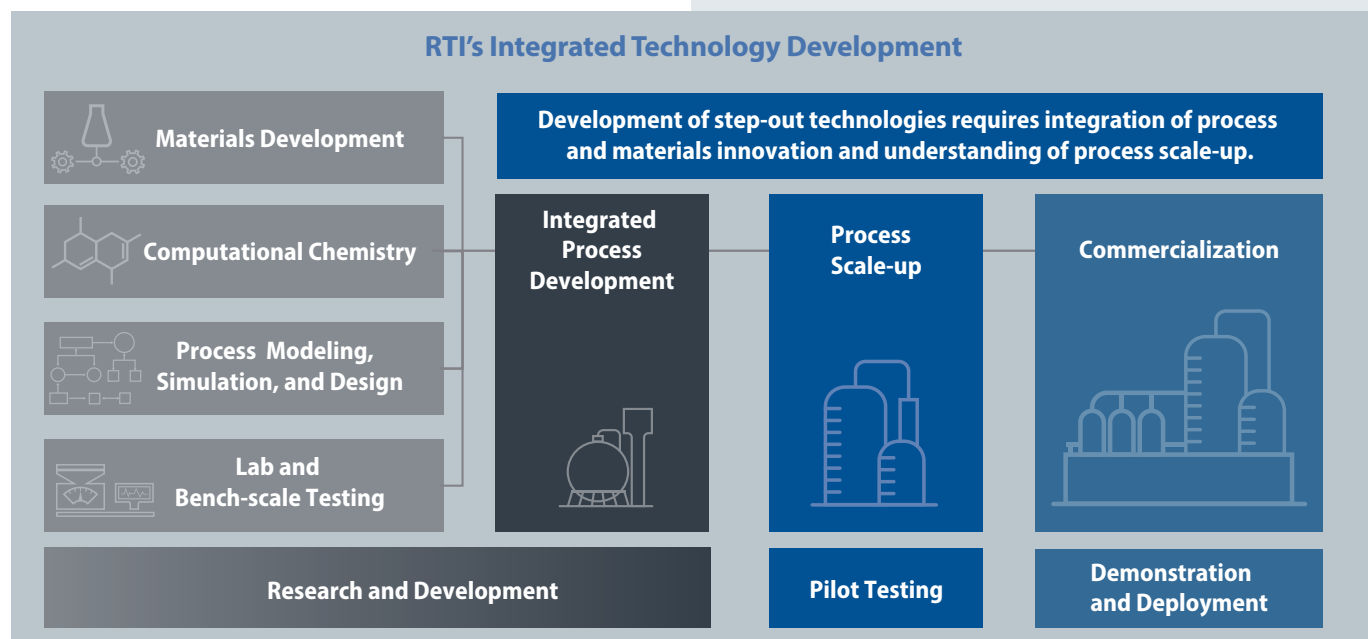 RTI's Integrated Technology Development
Materials Development
Computational Chemistry
Process Modeling,
Simulation, and Design
Lab and
Bench-scale Testing
Development of step-out technologies requires integration of process
and materials innovation and understanding of process scale-up.
Integrated
Process
Development
Process
Scale-up
Commercialization
Research and Development
Pilot Testing
Demonstration
and Deployment